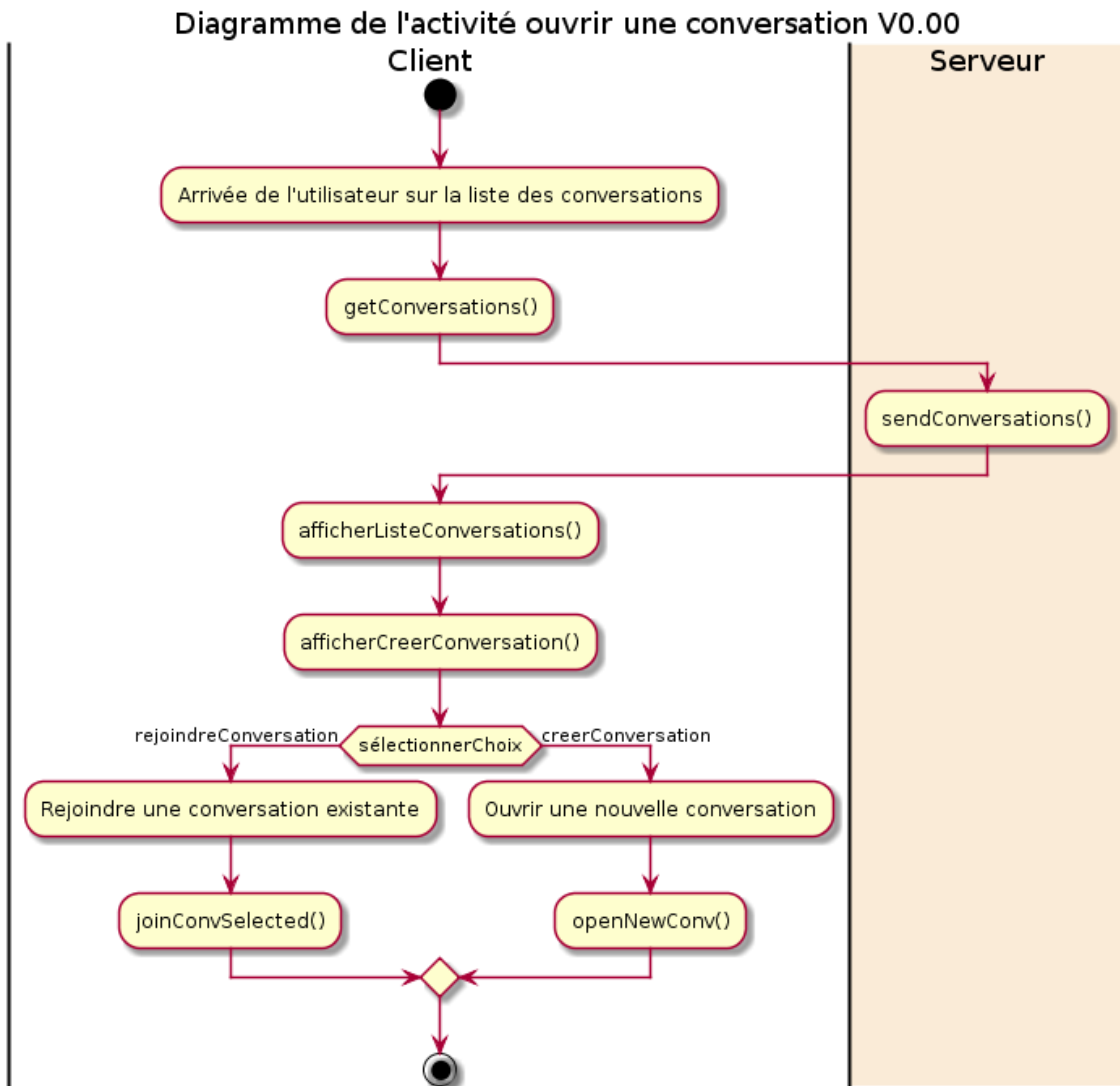 Diagramme de l'activité ouvrir une conversation V0.00
Client
Serveur
Arrivée de l'utilisateur sur la liste des conversations
getConversations()
sendConversations()
afficherListeConversations()
afficherCreerConversation()
rejoindreConversation
sélectionnerChoix
creerConversation
Rejoindre une conversation existante
Ouvrir une nouvelle conversation
joinConvSelected()
openNewConv()